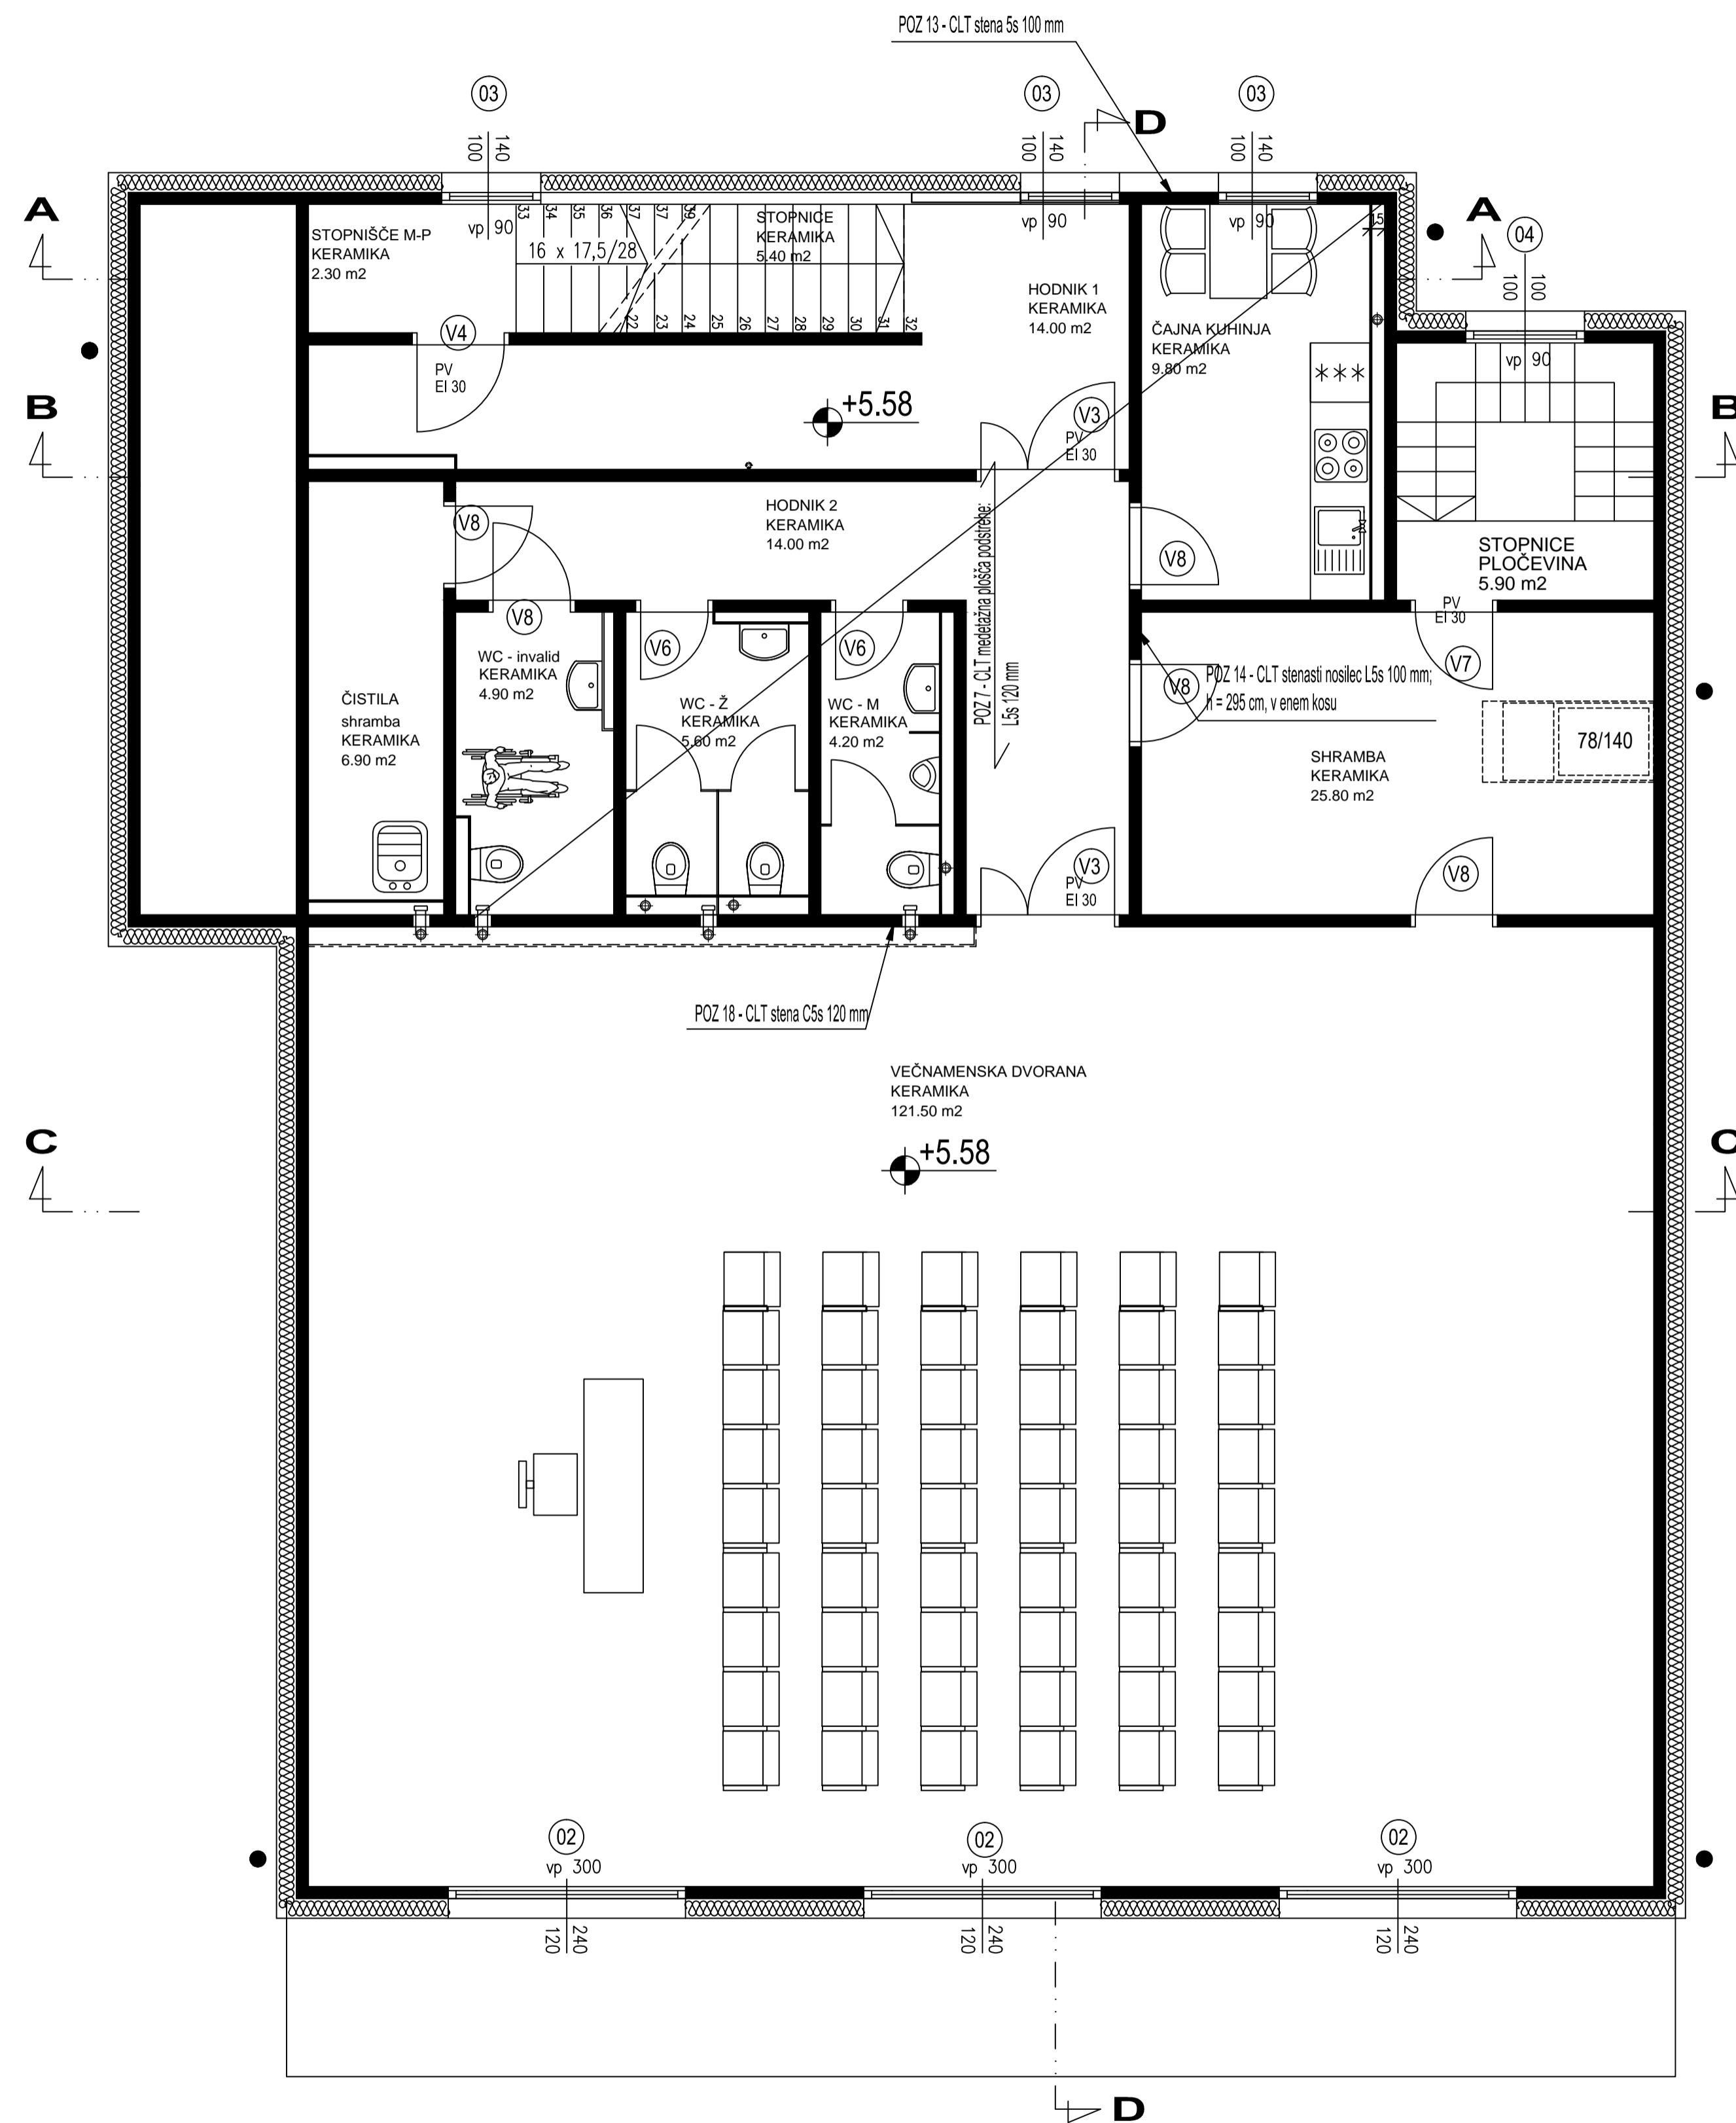 POZ 13 - CLT stena 5s 100 mm
03
03
03
D
100
140
100
140
100
140
A
A
04
100
100
STOPNIŠČE M-P
KERAMIKA
2.30 m2
vp 90
33
34
35
36
37
37
39
16 x 17,5/28
STOPNICE
KERAMIKA
5.40 m2
22
23
24
25
26
27
28
29
30
31
32
vp 90
vp 90
15
HODNIK 1
KERAMIKA
14.00 m2
ČAJNA KUHINJA
KERAMIKA
9.80 m2
V4
PV
EI 30
vp 90
B
B
+5.58
V3
PV
EI 30
HODNIK 2
KERAMIKA
14.00 m2
V8
V8
STOPNICE
PLOČEVINA
5.90 m2
PV
EI 30
V8
V6
V6
V7
POZ Z - CLT medetažna plošča podstrehe:
L5s 120 mm
WC - invalid
KERAMIKA
4.90 m2
ČISTILA
shramba
KERAMIKA
6.90 m2
WC - Ž
KERAMIKA
5.60 m2
WC - M
KERAMIKA
4.20 m2
V8
POZ 14 - CLT stenasti nosilec L5s 100 mm;
h = 295 cm, v enem kosu
78/140
SHRAMBA
KERAMIKA
25.80 m2
V3
PV
EI 30
V8
POZ 18 - CLT stena C5s 120 mm
VEČNAMENSKA DVORANA
KERAMIKA
121.50 m2
+5.58
C
C
02
vp 300
02
vp 300
02
vp 300
120
240
120
240
120
240
D